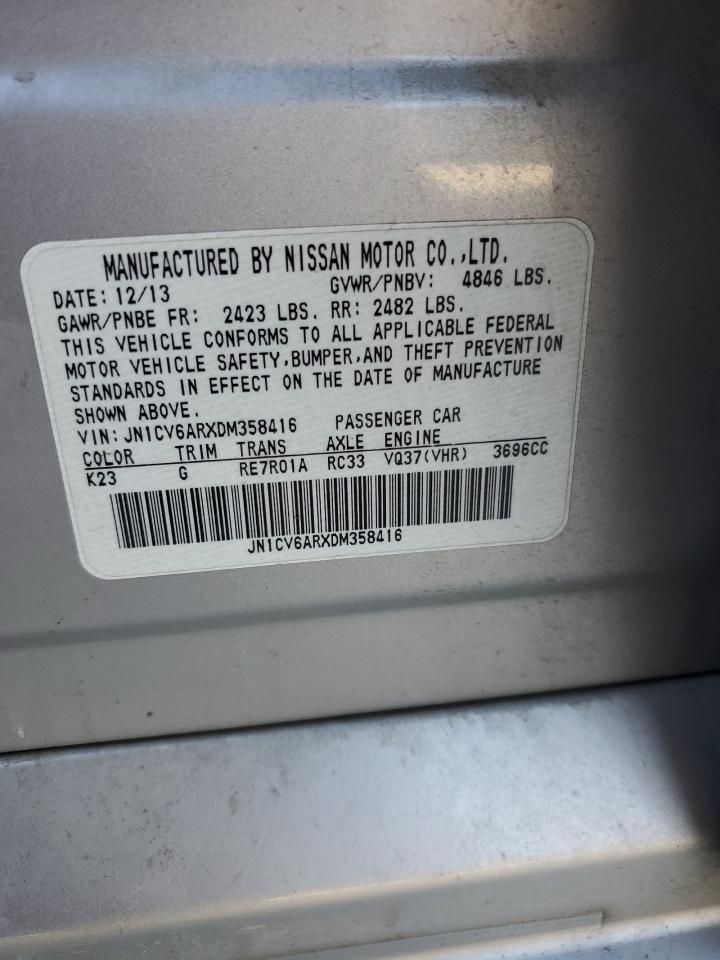 MANUFACTURED BY NISSAN MOTOR CO.,LTD.
DATE: 12/13 GVWR/PNBV: 4846 LBS.
GAWR/PNBE FR: 2423 LBS. RR: 2482 LBS.
THIS VEHICLE CONFORMS TO ALL APPLICABLE FEDERAL
MOTOR VEHICLE SAFETY,BUMPER,AND THEFT PREVENTION
STANDARDS IN EFFECT ON THE DATE OF MANUFACTURE
SHOWN ABOVE.
VIN: JN1CV6ARXDM358416 PASSENGER CAR
COLOR TRIM TRANS AXLE ENGINE
K23 G RE7R01A RC33 VQ37(VHR) 3696CC
JN1CV6ARXDM358416